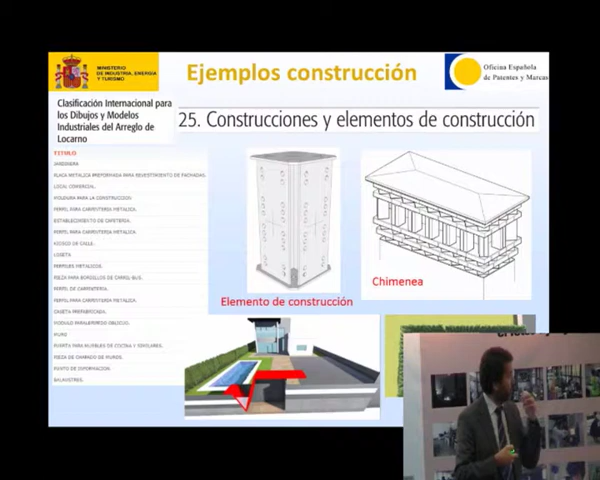 MINISTERIO
DE INDUSTRIA, ENERGÍA
Y TURISMO
Ejemplos construcción
Oficina Española
de Patentes y Marcas
Clasificación Internacional para
los Dibujos y Modelos
Industriales del Arreglo de
Locarno
25. Construcciones y elementos de construcción
TITULO
JARDINERA
PLACA METALICA PREFORMADA PARA REVESTIMIENTO DE FACHADAS.
LOCAL COMERCIAL.
MOLDURA PARA LA CONSTRUCCION
PERFIL PARA CARPINTERIA METALICA.
ESTABLECIMIENTO DE CAFETERIA.
PERFIL PARA CARPINTERIA METALICA
KIOSCO DE CALLE.
LOSETA
PERFILES METALICOS.
PIEZA PARA BORDILLOS DE CARRIL-BUS.
PERFIL DE CARPINTERIA.
PERFIL PARA CARPINTERIA METALICA.
CASETA PREFABRICADA.
MODULO PARALEPIPEDO OBLICUO.
MURO
PUERTA PARA MUEBLES DE COCINA Y SIMILARES.
PIEZA DE CHAPADO DE MUROS.
PUNTO DE INFORMACION
BALAUSTRES.
Elemento de construcción
Chimenea